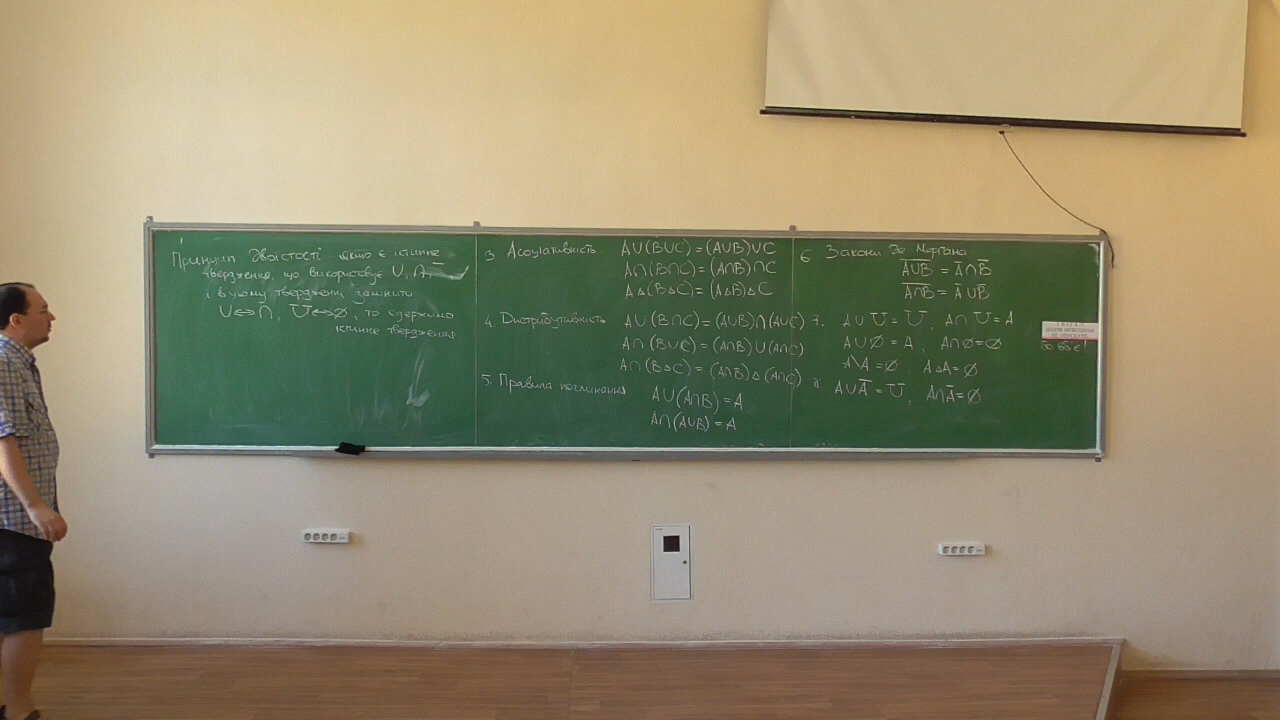 Принцип двоїстості якщо є істинне
твердження, що використовує ∪, ∩, ‾
і в цьому твердженні замінити
∪⇔∩, U⇔∅, то одержимо
істинне твердження
3. Асоціативність A∪(B∪C)=(A∪B)∪C
A∩(B∩C)=(A∩B)∩C
A△(B△C)=(A△B)△C
4. Дистрибутивність A∪(B∩C)=(A∪B)∩(A∪C)
A∩(B∪C)=(A∩B)∪(A∩C)
A∩(B△C)=(A∩B)△(A∩C)
5. Правила поглинання A∪(A∩B)=A
A∩(A∪B)=A
6 Закони Де Моргана
A̅∪̅B̅ = A̅∩B̅
A̅∩̅B̅ = A̅∪B̅
7. A∪U=U, A∩U=A
A∪∅=A, A∩∅=∅
A\A=∅, A△A=∅
8 A∪A̅=U, A∩A̅=∅